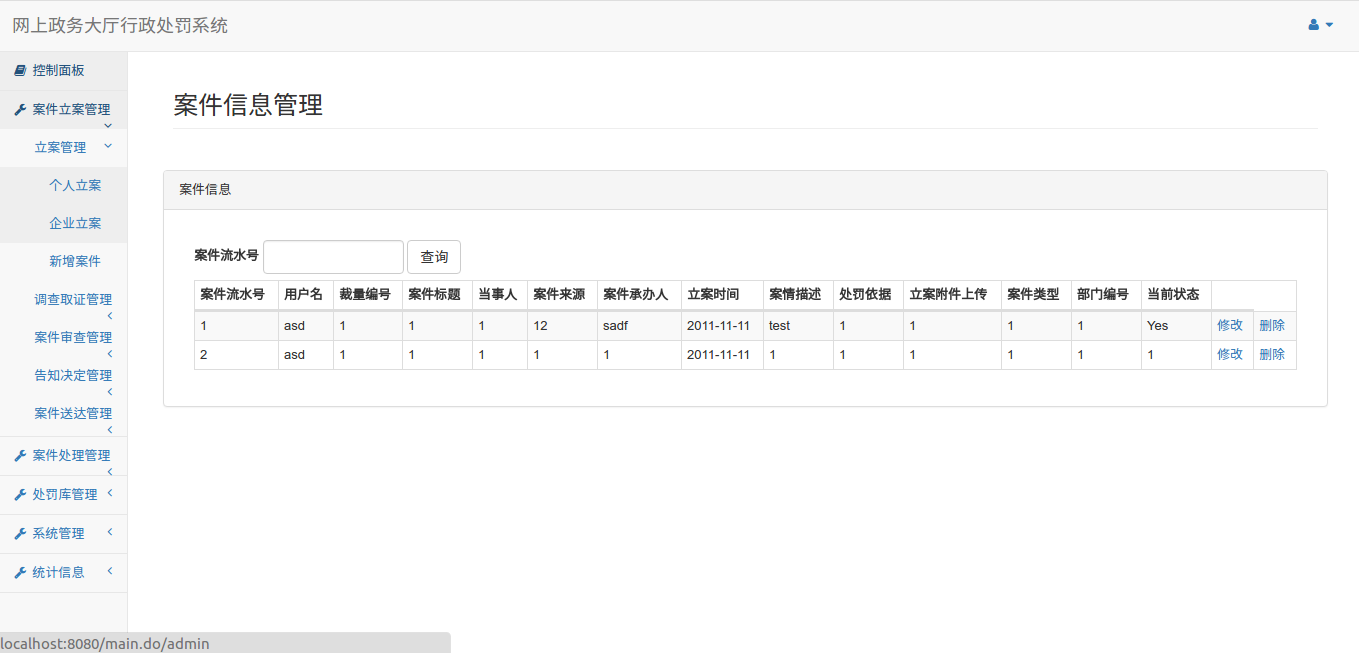 网上政务大厅行政处罚系统
控制面板
案件立案管理
立案管理
个人立案
企业立案
新增案件
调查取证管理
案件审查管理
告知决定管理
案件送达管理
案件处理管理
处罚库管理
系统管理
统计信息
案件信息管理
案件信息
案件流水号 查询
案件流水号 用户名 裁量编号 案件标题 当事人 案件来源 案件承办人 立案时间 案情描述 处罚依据 立案附件上传 案件类型 部门编号 当前状态
1 asd 1 1 1 12 sadf 2011-11-11 test 1 1 1 1 Yes 修改 删除
2 asd 1 1 1 1 1 2011-11-11 1 1 1 1 1 1 修改 删除
localhost:8080/main.do/admin